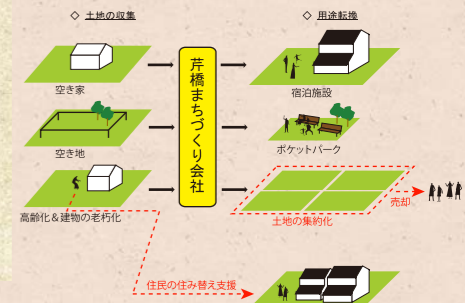 ◇ 土地の収集
◇ 用途転換
空き家
空き地
高齢化&建物の老朽化
芹橋まちづくり会社
宿泊施設
ポケットパーク
土地の集約化
売却
住民の住み替え支援